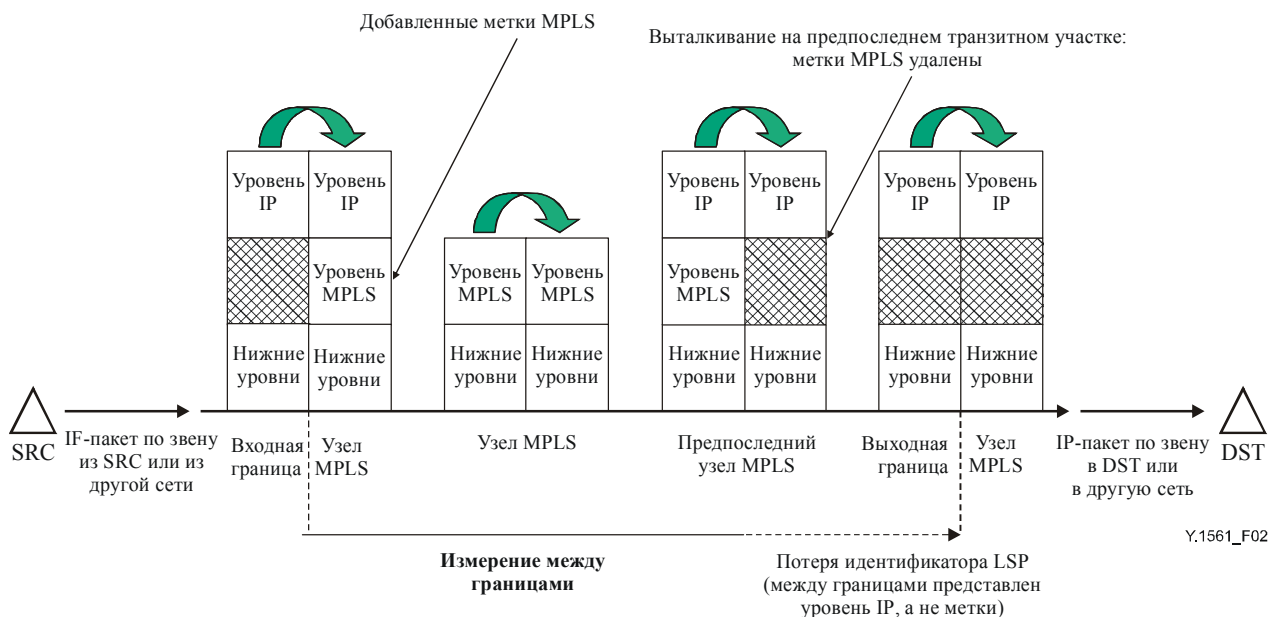 Добавленные метки MPLS
Выталкивание на предпоследнем транзитном участке:
метки MPLS удалены
Уровень
IP
Уровень
IP
Уровень
MPLS
Нижние
уровни
Нижние
уровни
Уровень
MPLS
Уровень
MPLS
Нижние
уровни
Нижние
уровни
Уровень
IP
Уровень
IP
Уровень
MPLS
Нижние
уровни
Нижние
уровни
Уровень
IP
Уровень
IP
Нижние
уровни
Нижние
уровни
SRC
IF-пакет по звену
из SRC или из
другой сети
Входная
граница
Узел
MPLS
Узел MPLS
Предпоследний
узел MPLS
Выходная
граница
Узел
MPLS
IP-пакет по звену
в DST или
в другую сеть
DST
Измерение между
границами
Потеря идентификатора LSP
(между границами представлен
уровень IP, а не метки)
Y.1561_F02